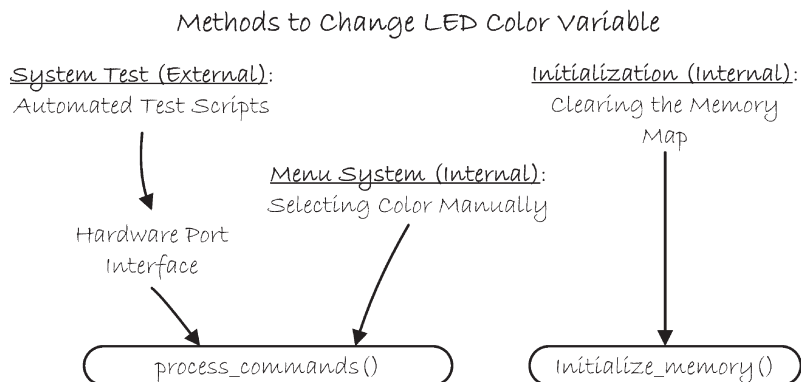 Methods to Change LED Color Variable
System Test (External):
Automated Test Scripts
Hardware Port
Interface
Menu System (Internal):
Selecting Color Manually
Initialization (Internal):
Clearing the Memory
Map
process_commands()
Initialize_memory()